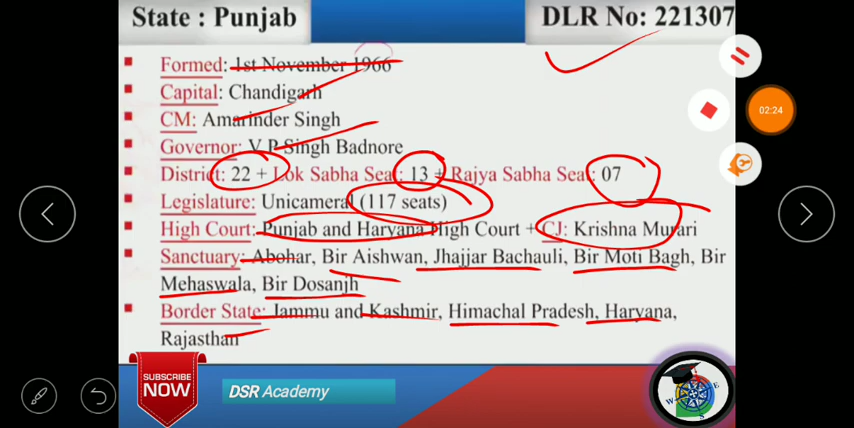 State : Punjab
DLR No: 221307
Formed: 1st November 1966
Capital: Chandigarh
CM: Amarinder Singh
Governor: V P Singh Badnore
District: 22 + Lok Sabha Seat: 13 + Rajya Sabha Seat: 07
Legislature: Unicameral (117 seats)
High Court: Punjab and Haryana High Court + CJ: Krishna Murari
Sanctuary: Abohar, Bir Aishwan, Jhajjar Bachauli, Bir Moti Bagh, Bir
Mehaswala, Bir Dosanjh
Border State: Jammu and Kashmir, Himachal Pradesh, Haryana,
Rajasthan
02:24
SUBSCRIBE
NOW
DSR Academy
W
E
S